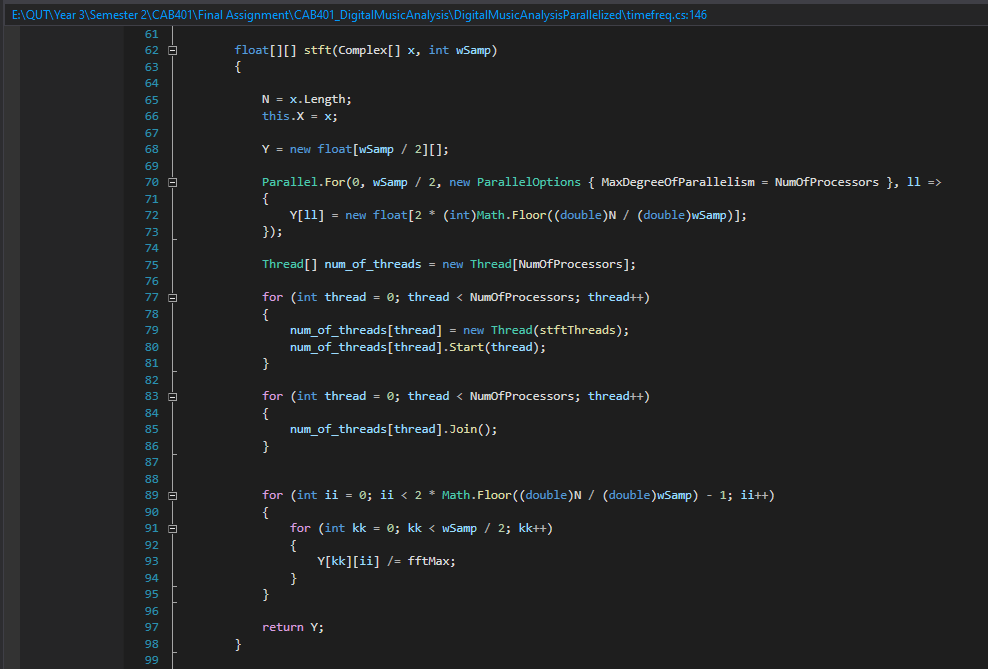 E:\QUT\Year 3\Semester 2\CAB401\Final Assignment\CAB401_DigitalMusicAnalysis\DigitalMusicAnalysisParallelized\timefreq.cs:146
61
62 float[][] stft(Complex[] x, int wSamp)
63 {
64
65 N = x.Length;
66 this.X = x;
67
68 Y = new float[wSamp / 2][];
69
70 Parallel.For(0, wSamp / 2, new ParallelOptions { MaxDegreeOfParallelism = NumOfProcessors }, ll =>
71 {
72 Y[ll] = new float[2 * (int)Math.Floor((double)N / (double)wSamp)];
73 });
74
75 Thread[] num_of_threads = new Thread[NumOfProcessors];
76
77 for (int thread = 0; thread < NumOfProcessors; thread++)
78 {
79 num_of_threads[thread] = new Thread(stftThreads);
80 num_of_threads[thread].Start(thread);
81 }
82
83 for (int thread = 0; thread < NumOfProcessors; thread++)
84 {
85 num_of_threads[thread].Join();
86 }
87
88
89 for (int ii = 0; ii < 2 * Math.Floor((double)N / (double)wSamp) - 1; ii++)
90 {
91 for (int kk = 0; kk < wSamp / 2; kk++)
92 {
93 Y[kk][ii] /= fftMax;
94 }
95 }
96
97 return Y;
98 }
99